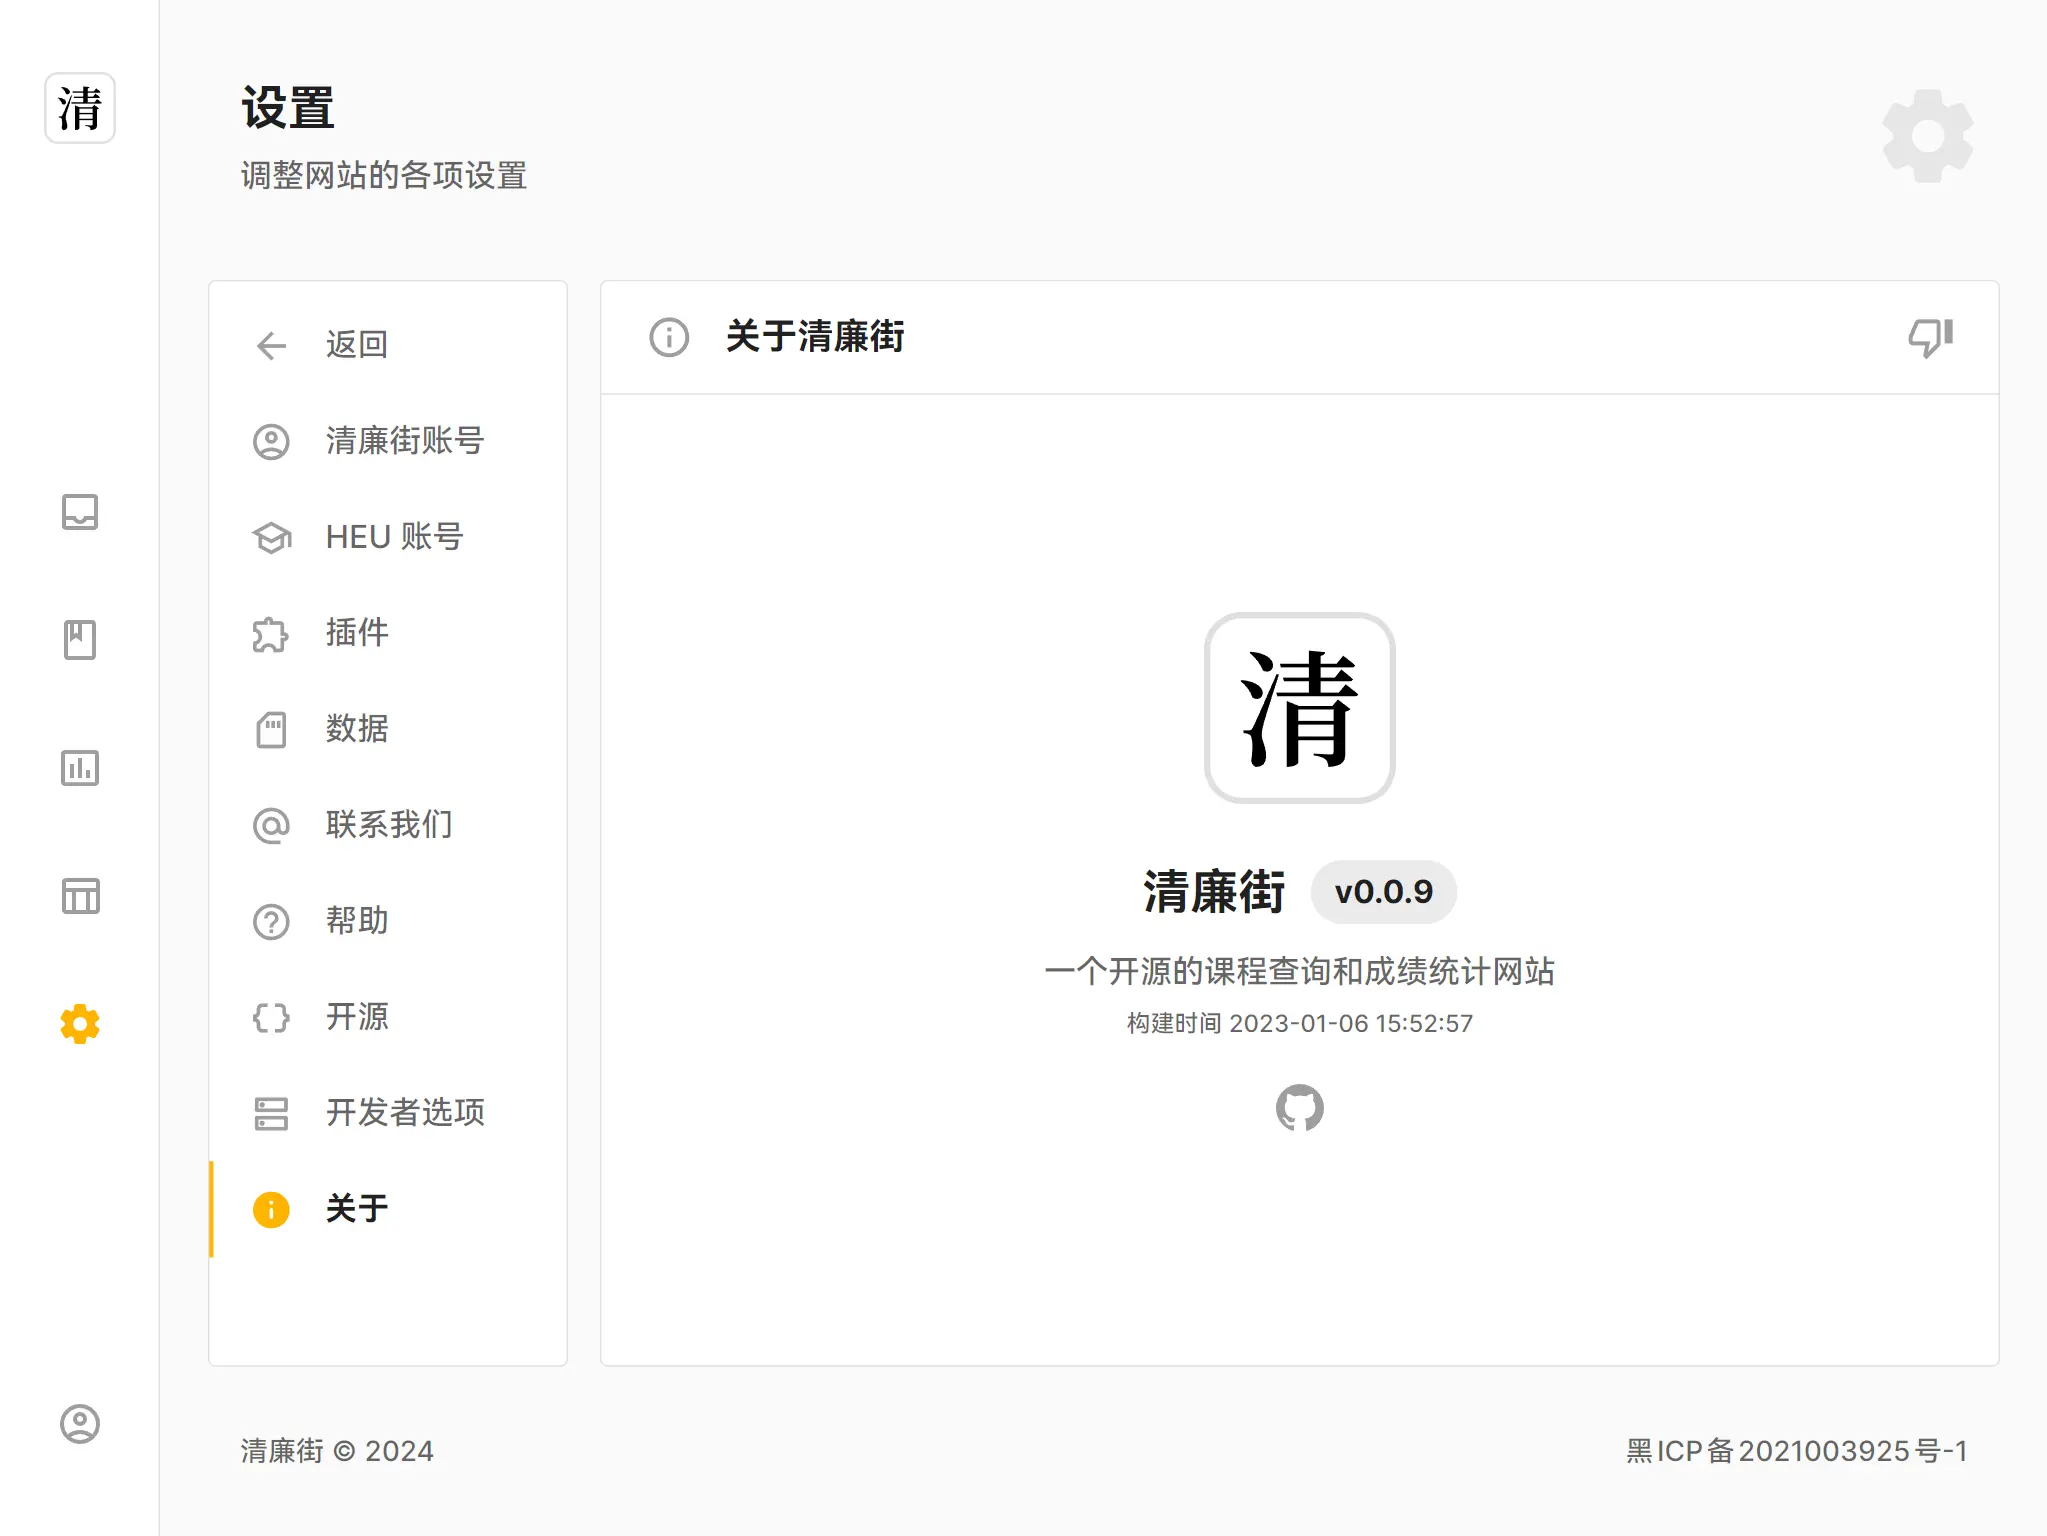 清
设置
调整网站的各项设置
返回
清廉街账号
HEU 账号
插件
数据
联系我们
帮助
开源
开发者选项
关于
关于清廉街
清
清廉街 v0.0.9
一个开源的课程查询和成绩统计网站
构建时间 2023-01-06 15:52:57
清廉街 © 2024
黑ICP备2021003925号-1